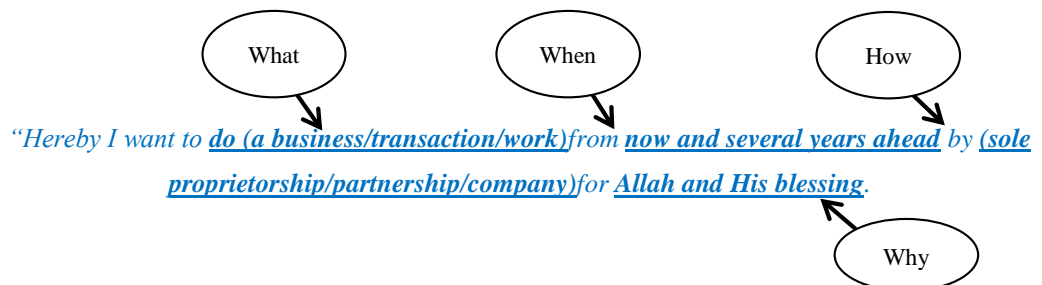 What When How
“Hereby I want to do (a business/transaction/work)from now and several years ahead by (sole
proprietorship/partnership/company)for Allah and His blessing.
Why